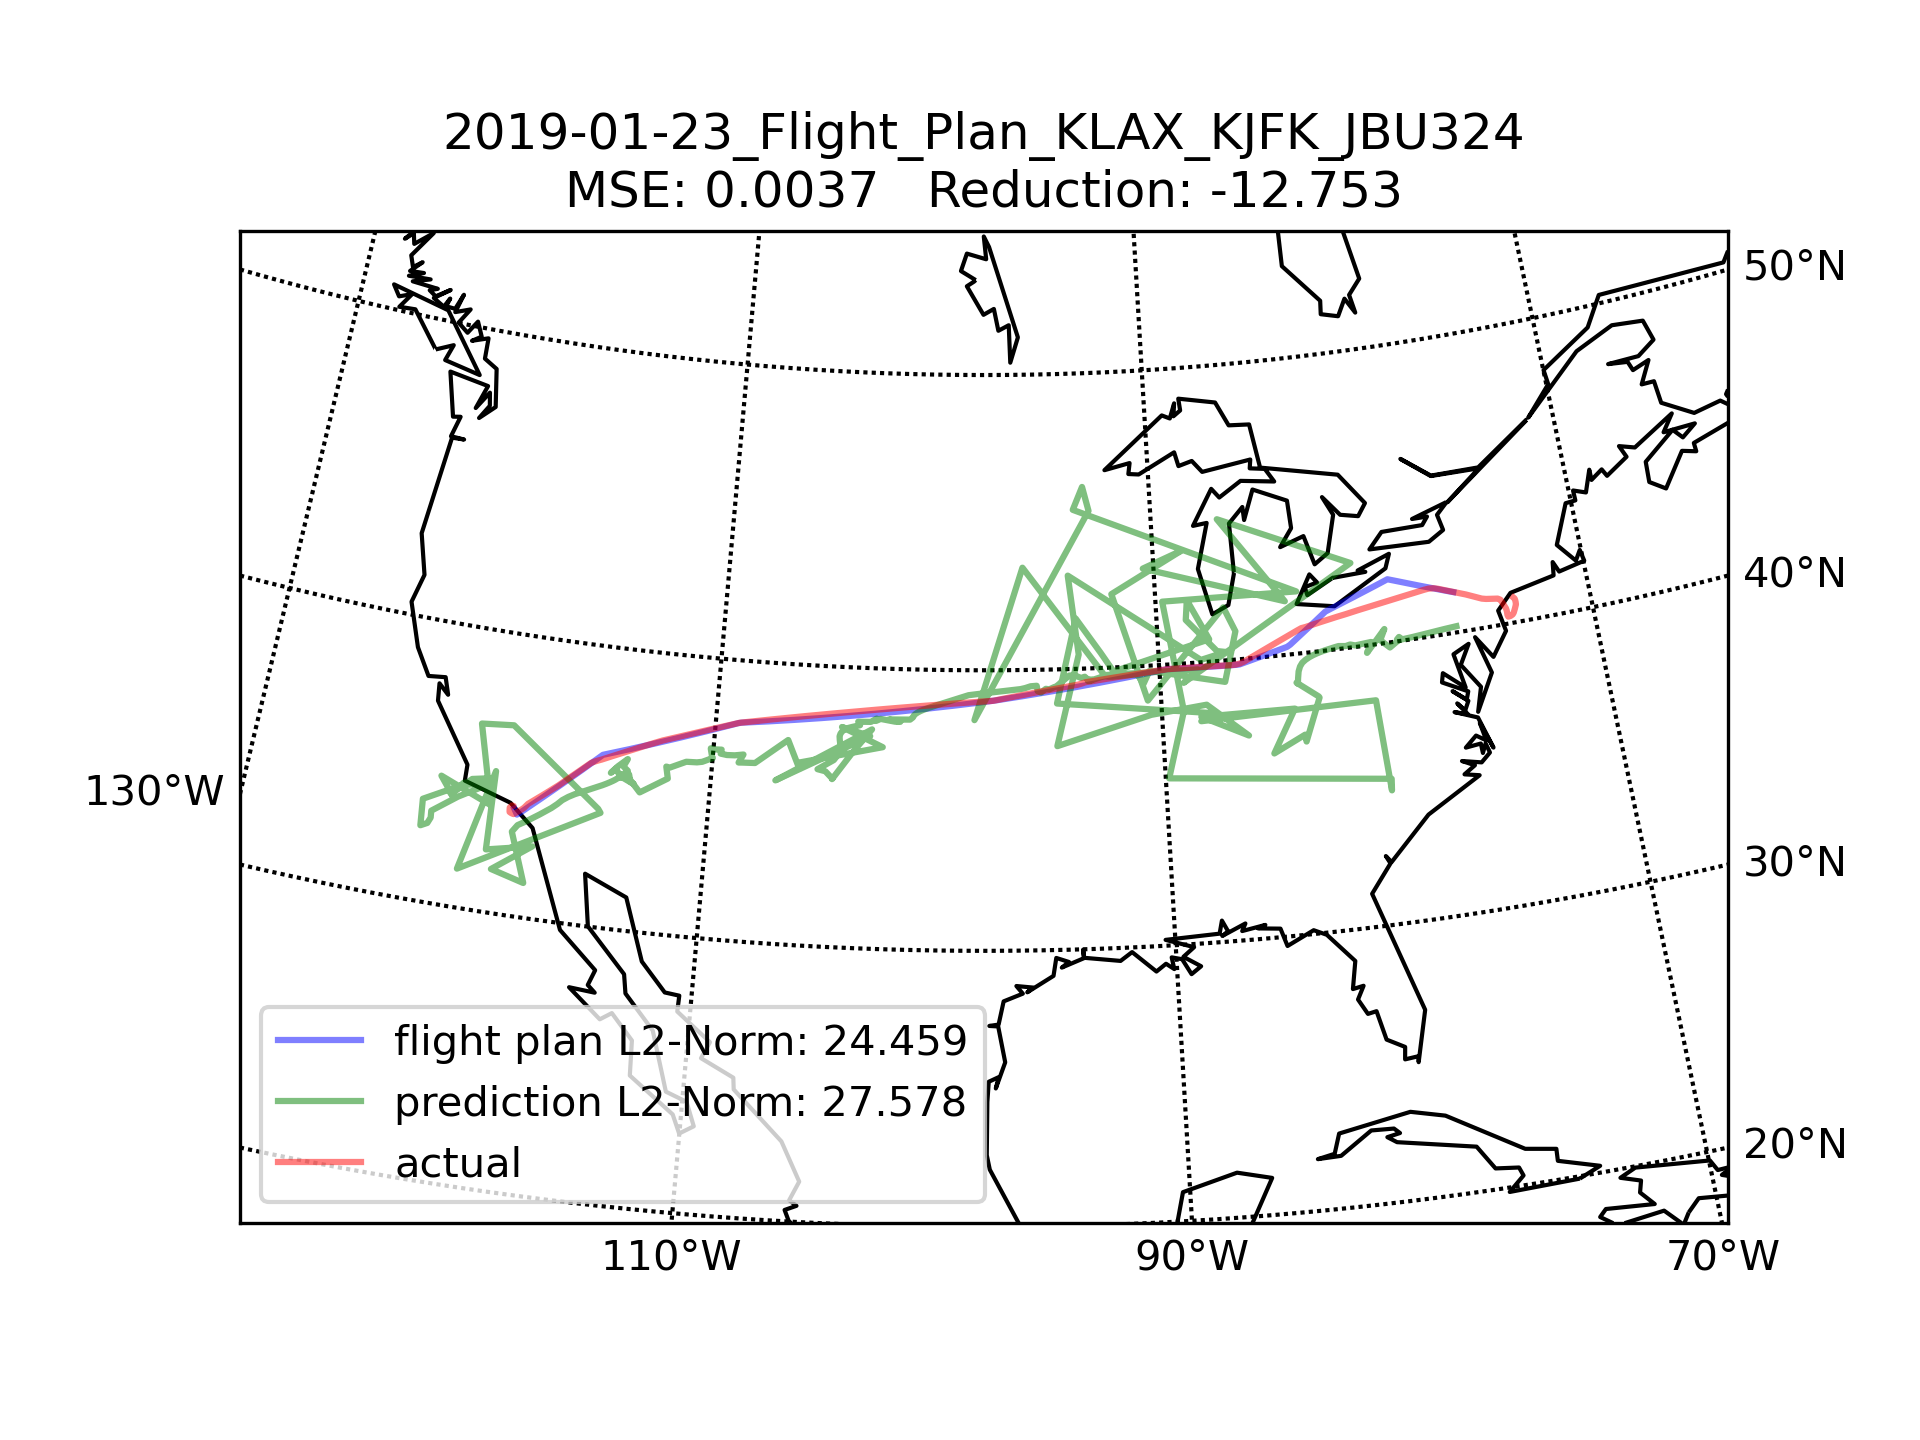 2019-01-23_Flight_Plan_KLAX_KJFK_JBU324
MSE: 0.0037   Reduction: -12.753
50°N
40°N
130°W
30°N
flight plan L2-Norm: 24.459
prediction L2-Norm: 27.578
20°N
actual
110°W
90°W
70°W